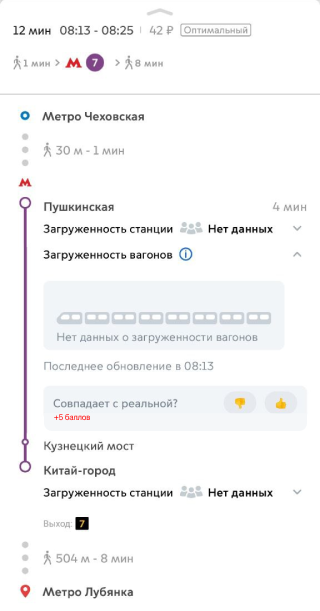 12 мин 08:13 - 08:25 42 ₽ Оптимальный
1 мин > М 7 > 8 мин
Метро Чеховская
30 м - 1 мин
М
Пушкинская 4 мин
Загруженность станции Нет данных
Загруженность вагонов i
Нет данных о загруженности вагонов
Последнее обновление в 08:13
Совпадает с реальной?
+5 баллов
Кузнецкий мост
Китай-город
Загруженность станции Нет данных
Выход: 7
504 м - 8 мин
Метро Лубянка